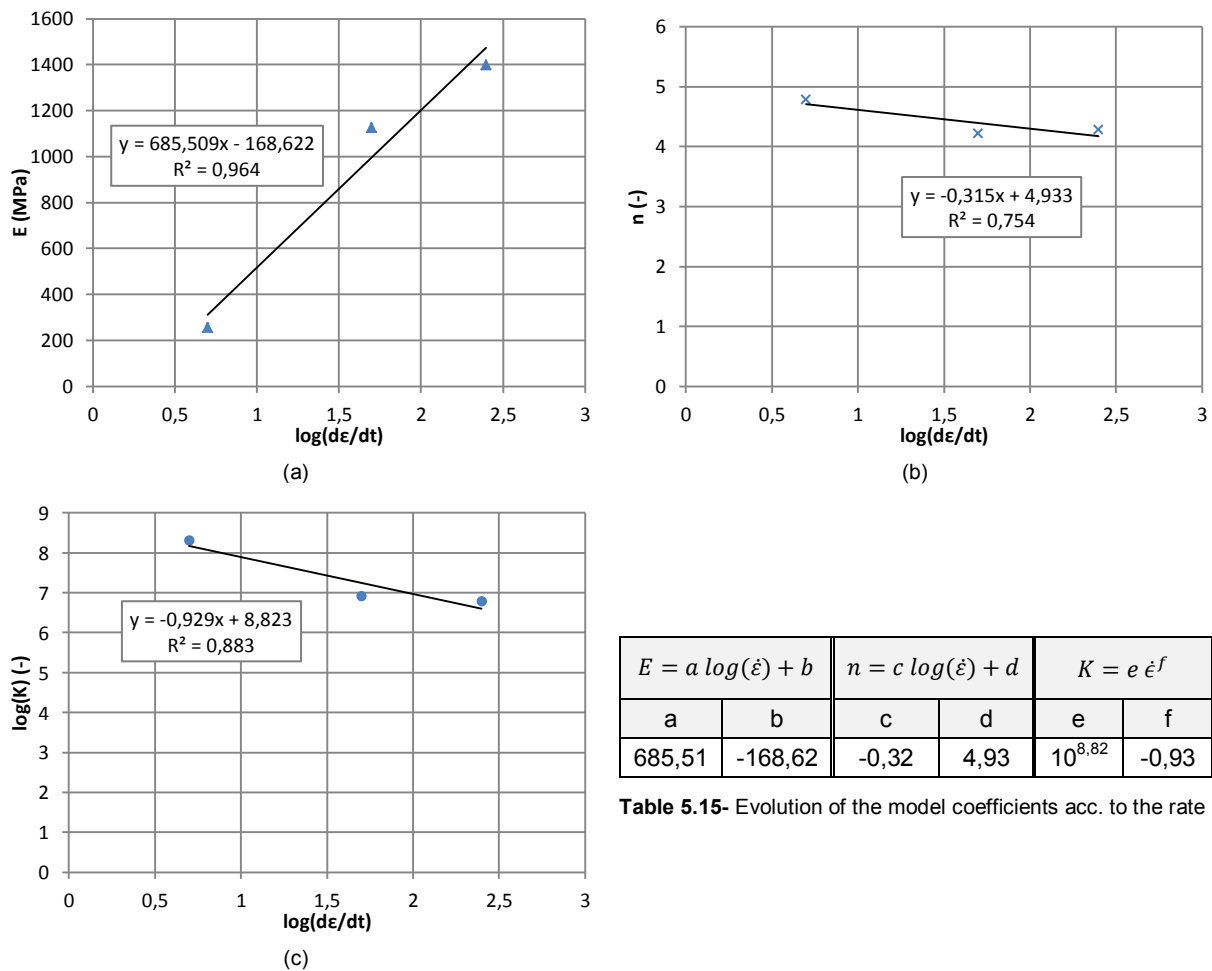 1600
1400
1200
1000
800
600
400
200
0
E (MPa)
y = 685,509x - 168,622
R² = 0,964
0 0,5 1 1,5 2 2,5 3
log(dε/dt)
(a)
6
5
4
3
2
1
0
n (-)
y = -0,315x + 4,933
R² = 0,754
0 0,5 1 1,5 2 2,5 3
log(dε/dt)
(b)
9
8
7
6
5
4
3
2
1
0
log(K) (-)
y = -0,929x + 8,823
R² = 0,883
0 0,5 1 1,5 2 2,5 3
log(dε/dt)
(c)
E = a log(ε̇) + b n = c log(ε̇) + d K = e ϵ̇^f
a b c d e f
685,51 -168,62 -0,32 4,93 10^8,82 -0,93
Table 5.15- Evolution of the model coefficients acc. to the rate